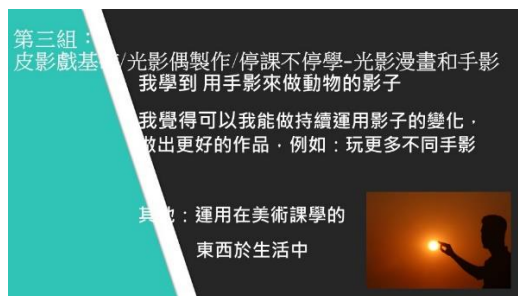 第三組：
皮影戲基礎/光影偶製作/停課不停學-光影漫畫和手影
我學到 用手影來做動物的影子
我覺得可以我能做持續運用影子的變化，
做出更好的作品，例如：玩更多不同手影
其他：運用在美術課學的
東西於生活中